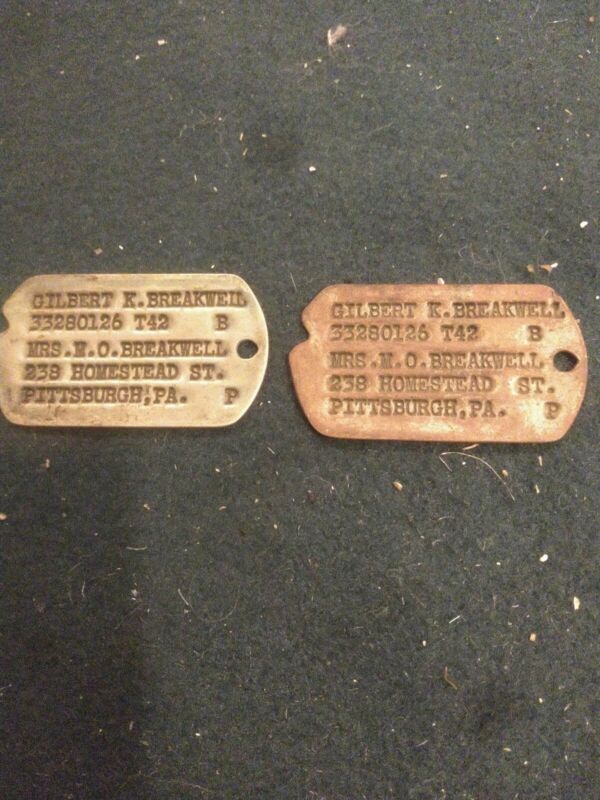 GILBERT K.BREAKWELL
33280126 T42 B
MRS.M.O.BREAKWELL
238 HOMESTEAD ST.
PITTSBURGH,PA. P
GILBERT K.BREAKWELL
33280126 T42 B
MRS.M.O.BREAKWELL
238 HOMESTEAD ST.
PITTSBURGH,PA. P